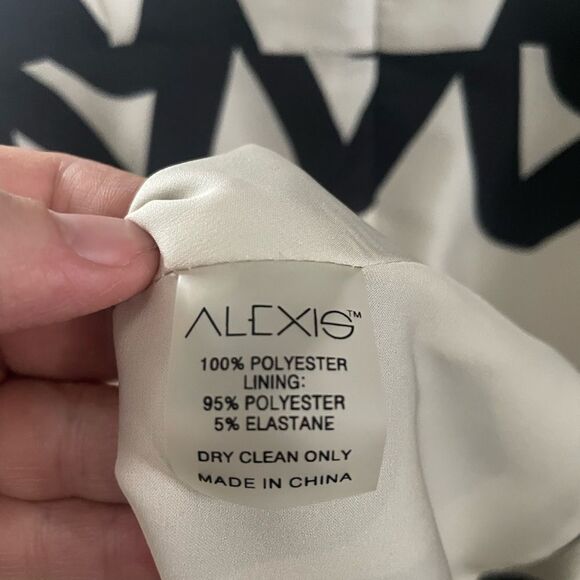 ALEXIS™
100% POLYESTER
LINING:
95% POLYESTER
5% ELASTANE
DRY CLEAN ONLY
MADE IN CHINA